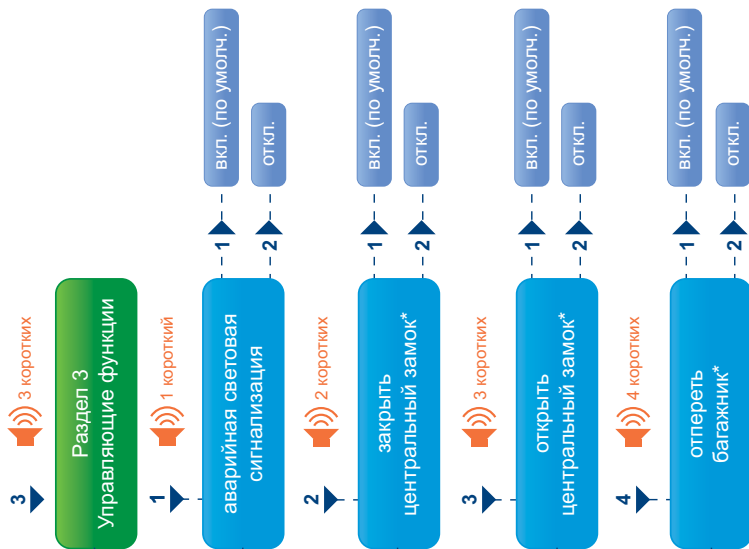 3
3 коротких
Раздел 3
Управляющие функции
1
1 короткий
аварийная световая
сигнализация
1
вкл. (по умолч.)
2
откл.
2
2 коротких
закрыть
центральный замок*
1
вкл. (по умолч.)
2
откл.
3
3 коротких
открыть
центральный замок*
1
вкл. (по умолч.)
2
откл.
4
4 коротких
отпереть
багажник*
1
вкл. (по умолч.)
2
откл.